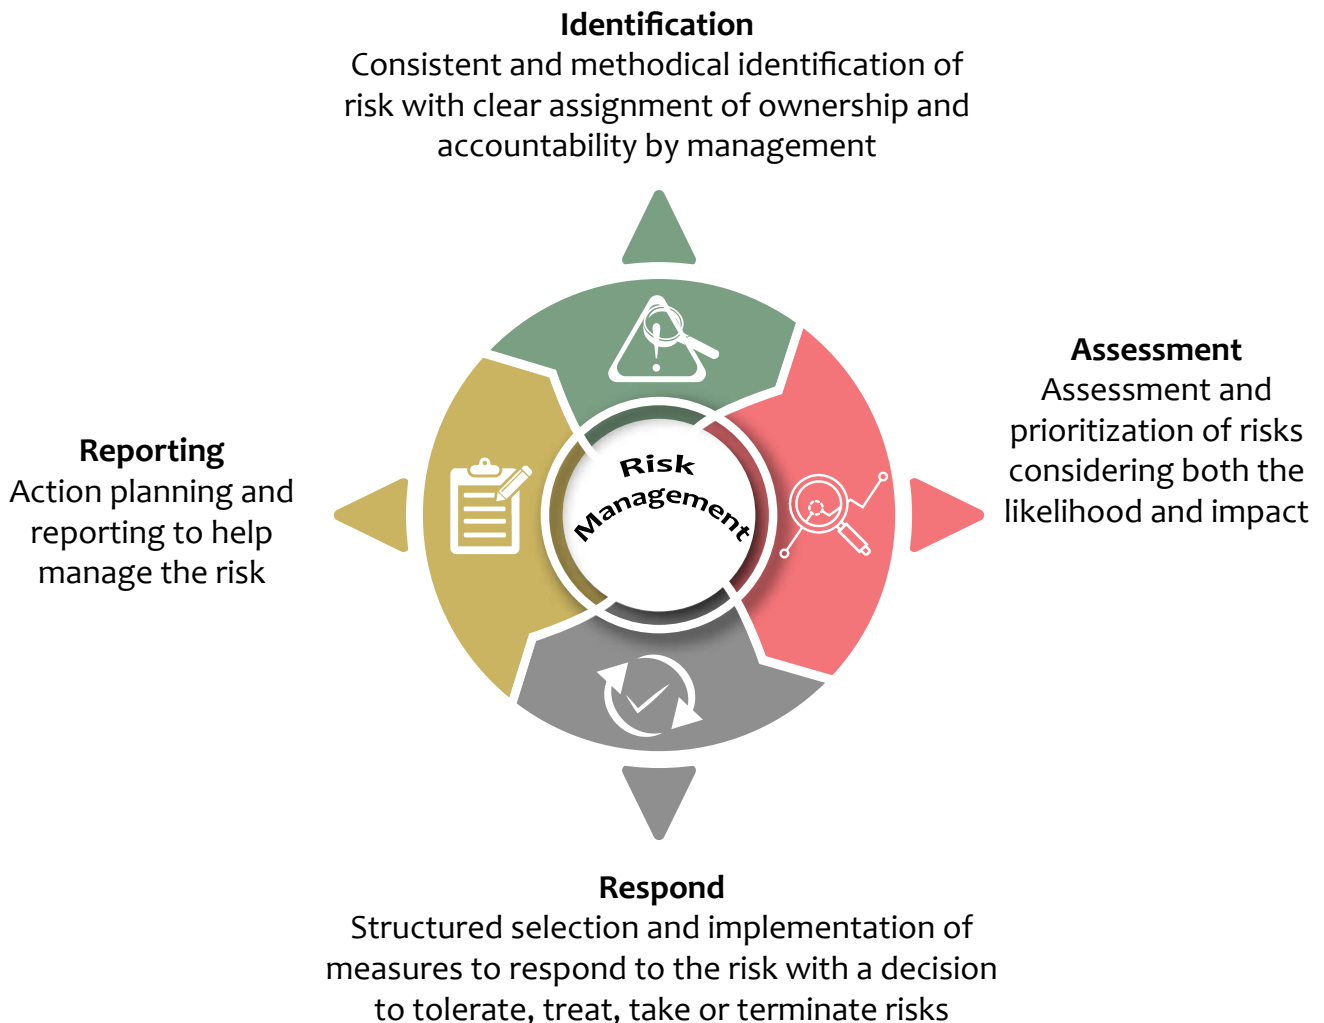 Identification
Consistent and methodical identification of
risk with clear assignment of ownership and
accountability by management
Assessment
Assessment and
prioritization of risks
considering both the
likelihood and impact
Reporting
Action planning and
reporting to help
manage the risk
Risk
Management
Respond
Structured selection and implementation of
measures to respond to the risk with a decision
to tolerate, treat, take or terminate risks